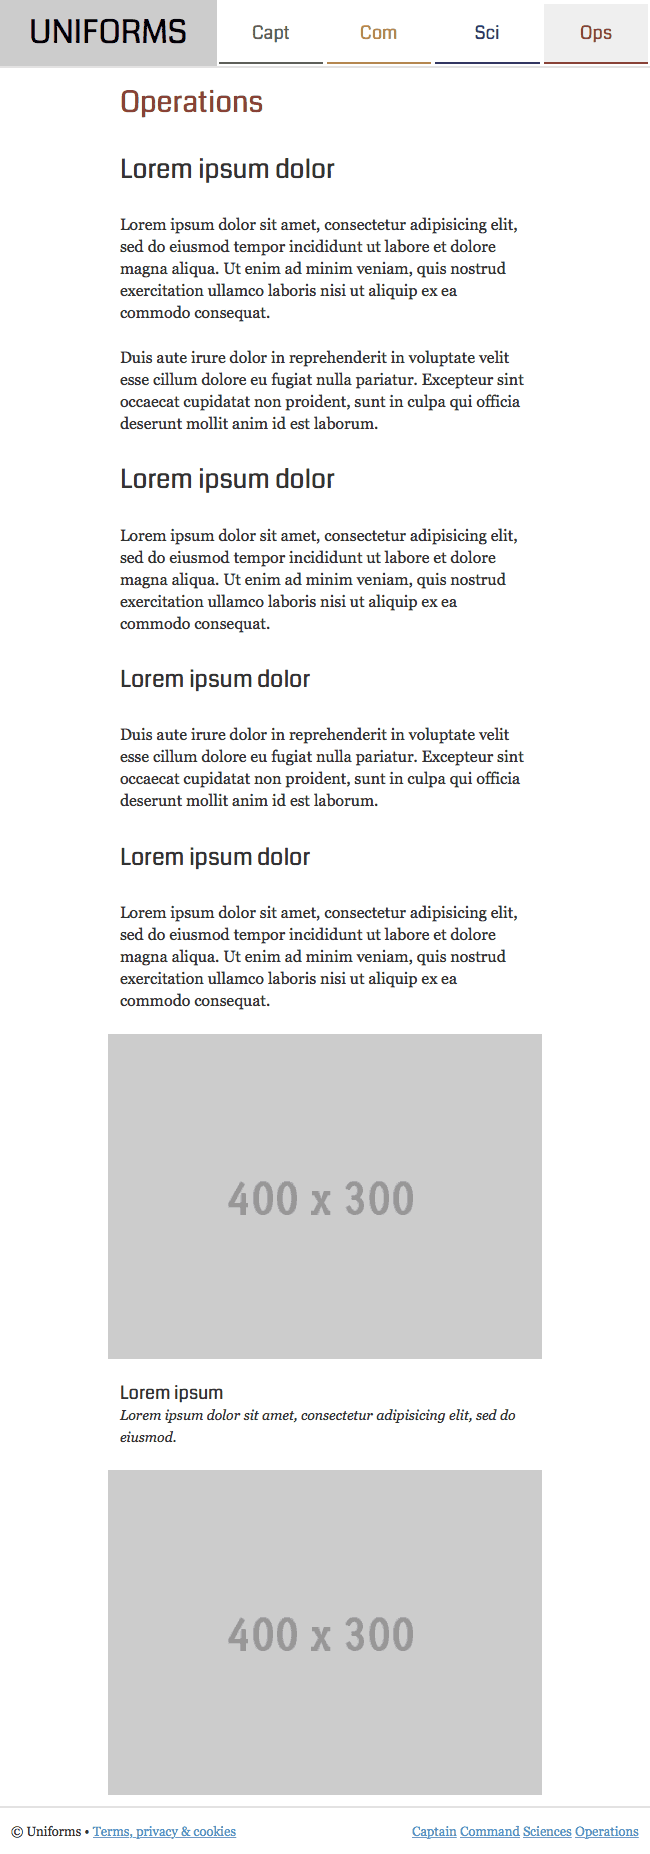 UNIFORMS Capt Com Sci Ops
Operations
Lorem ipsum dolor
Lorem ipsum dolor sit amet, consectetur adipisicing elit,
sed do eiusmod tempor incididunt ut labore et dolore
magna aliqua. Ut enim ad minim veniam, quis nostrud
exercitation ullamco laboris nisi ut aliquip ex ea
commodo consequat.
Duis aute irure dolor in reprehenderit in voluptate velit
esse cillum dolore eu fugiat nulla pariatur. Excepteur sint
occaecat cupidatat non proident, sunt in culpa qui officia
deserunt mollit anim id est laborum.
Lorem ipsum dolor
Lorem ipsum dolor sit amet, consectetur adipisicing elit,
sed do eiusmod tempor incididunt ut labore et dolore
magna aliqua. Ut enim ad minim veniam, quis nostrud
exercitation ullamco laboris nisi ut aliquip ex ea
commodo consequat.
Lorem ipsum dolor
Duis aute irure dolor in reprehenderit in voluptate velit
esse cillum dolore eu fugiat nulla pariatur. Excepteur sint
occaecat cupidatat non proident, sunt in culpa qui officia
deserunt mollit anim id est laborum.
Lorem ipsum dolor
Lorem ipsum dolor sit amet, consectetur adipisicing elit,
sed do eiusmod tempor incididunt ut labore et dolore
magna aliqua. Ut enim ad minim veniam, quis nostrud
exercitation ullamco laboris nisi ut aliquip ex ea
commodo consequat.
400 x 300
Lorem ipsum
Lorem ipsum dolor sit amet, consectetur adipisicing elit, sed do
eiusmod.
400 x 300
© Uniforms • Terms, privacy & cookies Captain Command Sciences Operations